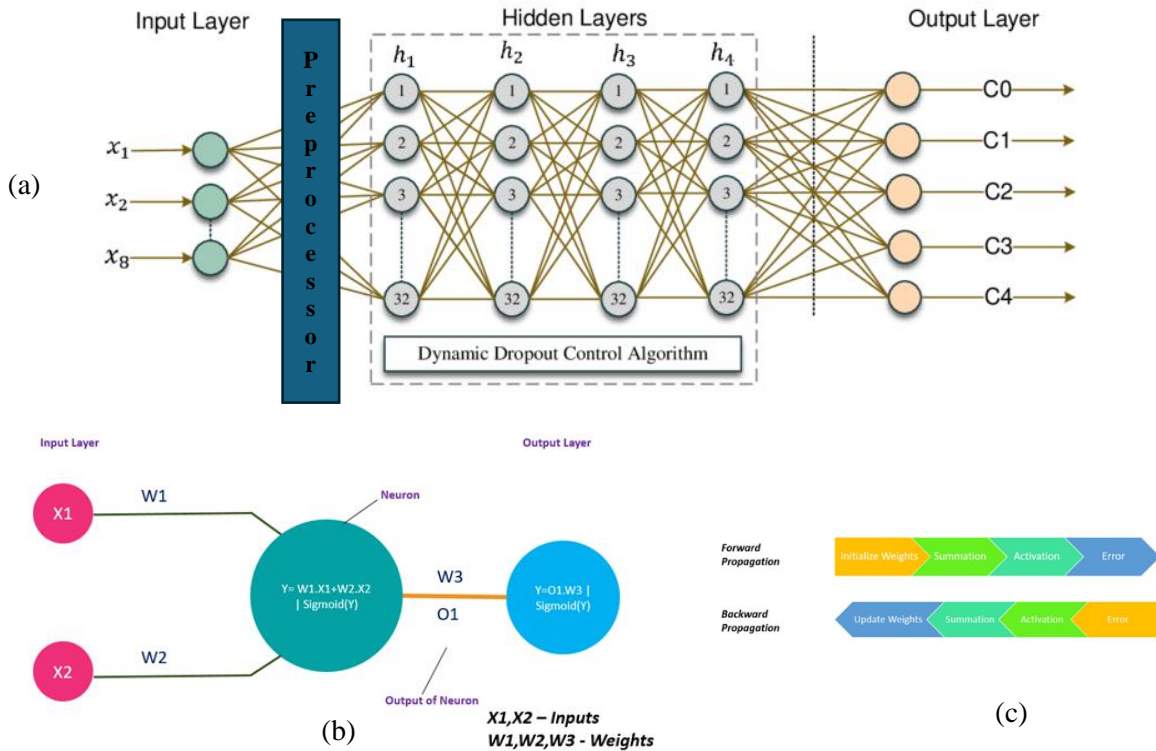 Input Layer
Hidden Layers
Output Layer
Preprocessor
h₁ h₂ h₃ h₄
1 1 1 1
C0
x₁
2 2 2 2
C1
(a)
x₂
3 3 3 3
C2
x₈
C3
32 32 32 32
C4
Dynamic Dropout Control Algorithm
Input Layer
Output Layer
X1
W1
Neuron
Y= W1.X1+W2.X2
| Sigmoid(Y)
W3
O1
Y=O1.W3 |
Sigmoid(Y)
X2
W2
Output of Neuron
X1,X2 – Inputs
W1,W2,W3 - Weights
(b)
Forward
Propagation
Initialize Weights Summation Activation Error
Backward
Propagation
Update Weights Summation Activation Error
(c)